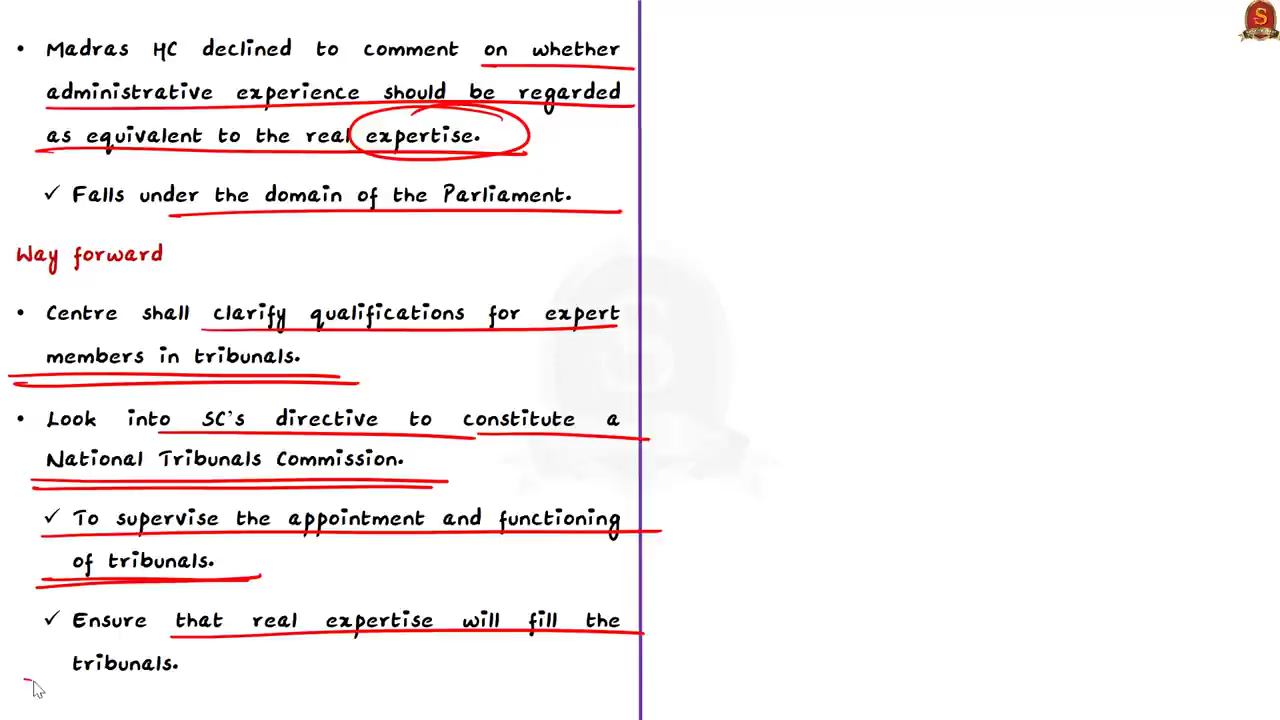 • Madras HC declined to comment on whether
administrative experience should be regarded
as equivalent to the real expertise.
✓ Falls under the domain of the Parliament.
Way forward
• Centre shall clarify qualifications for expert
members in tribunals.
• Look into SC's directive to constitute a
National Tribunals Commission.
✓ To supervise the appointment and functioning
of tribunals.
✓ Ensure that real expertise will fill the
tribunals.
S